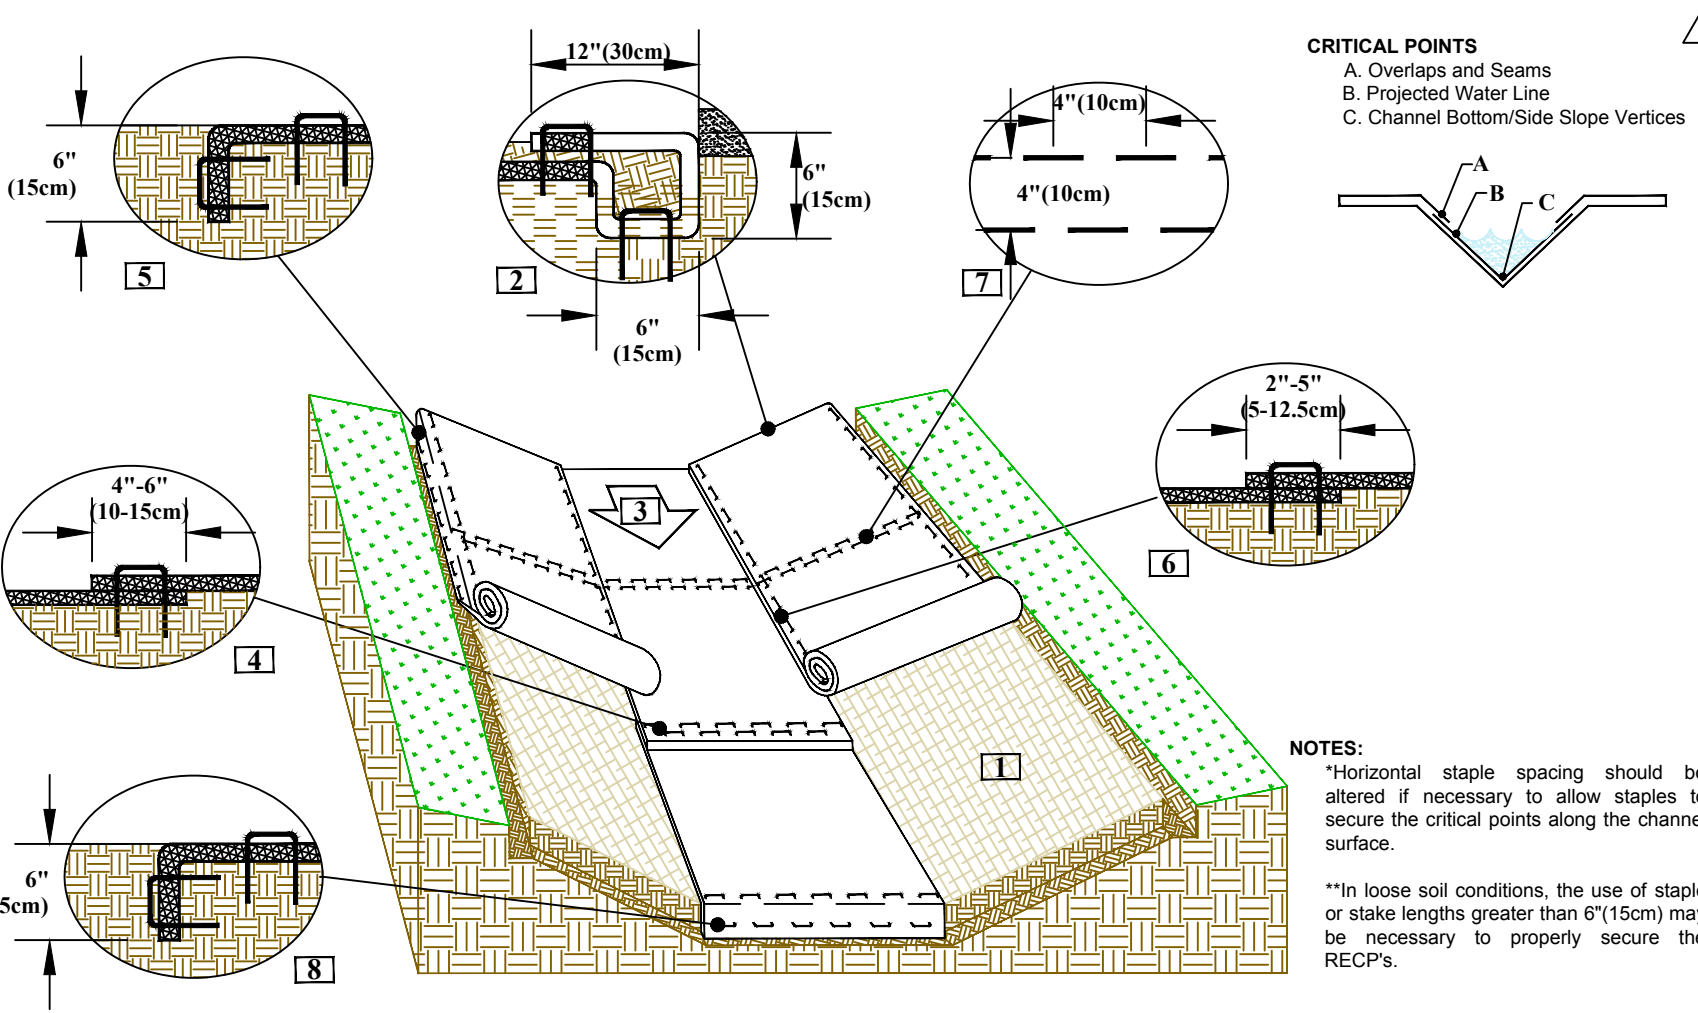 12"(30cm)
6"
(15cm)
5
6"
(15cm)
2
6"
(15cm)
4"(10cm)
4"(10cm)
7
CRITICAL POINTS
A. Overlaps and Seams
B. Projected Water Line
C. Channel Bottom/Side Slope Vertices
A
B
C
2"-5"
(5-12.5cm)
6
4"-6"
(10-15cm)
4
3
1
6"
5cm)
8
NOTES:
*Horizontal staple spacing should be
altered if necessary to allow staples to
secure the critical points along the channel
surface.
**In loose soil conditions, the use of staple
or stake lengths greater than 6"(15cm) may
be necessary to properly secure the
RECP's.